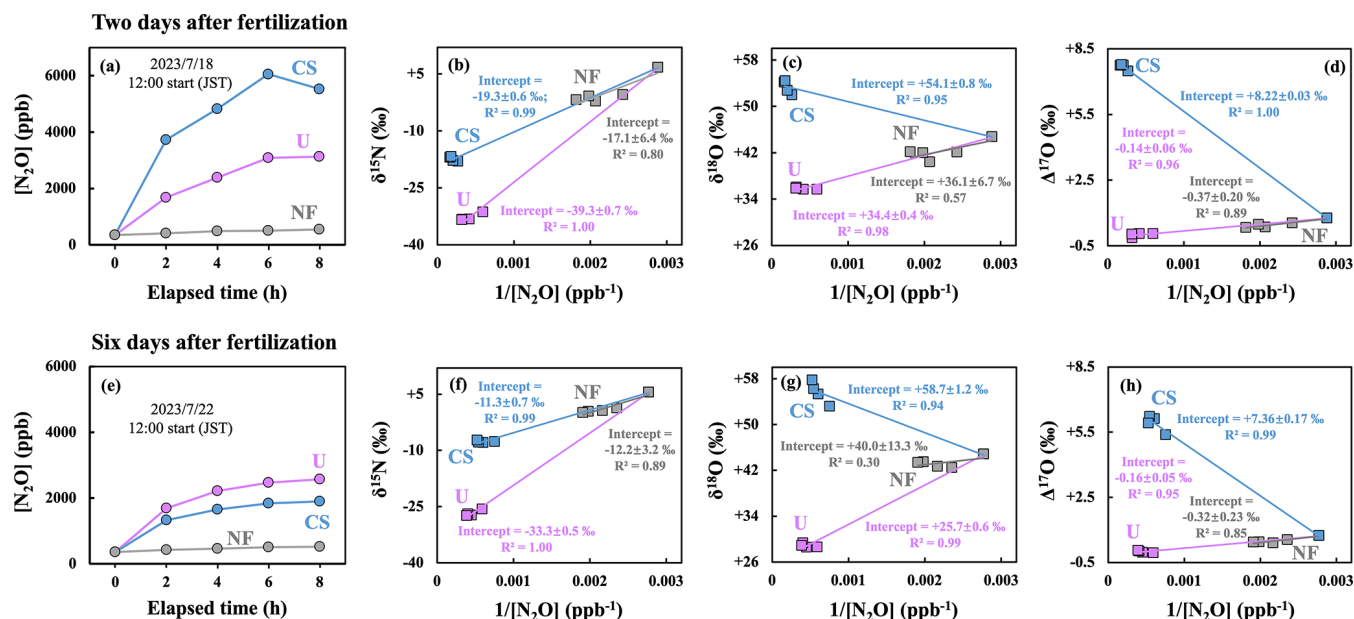 Two days after fertilization
(a)
2023/7/18
12:00 start (JST)
CS
U
NF
6000
4000
2000
0
[N₂O] (ppb)
0 2 4 6 8
Elapsed time (h)
(b)
Intercept =
-19.3±0.6 ‰;
R² = 0.99
NF
Intercept =
-17.1±6.4 ‰
R² = 0.80
CS
U
Intercept = -39.3±0.7 ‰
R² = 1.00
+5
-10
-25
-40
δ¹⁵N (‰)
0 0.001 0.002 0.003
1/[N₂O] (ppb⁻¹)
(c)
Intercept = +54.1±0.8 ‰
R² = 0.95
CS
NF
U
Intercept = +36.1±6.7 ‰
R² = 0.57
Intercept = +34.4±0.4 ‰
R² = 0.98
+58
+50
+42
+34
+26
δ¹⁸O (‰)
0 0.001 0.002 0.003
1/[N₂O] (ppb⁻¹)
(d)
CS
Intercept = +8.22±0.03 ‰
R² = 1.00
Intercept =
-0.14±0.06 ‰
R² = 0.96
Intercept =
-0.37±0.20 ‰
R² = 0.89
U
NF
+8.5
+5.5
+2.5
-0.5
Δ¹⁷O (‰)
0 0.001 0.002 0.003
1/[N₂O] (ppb⁻¹)
Six days after fertilization
(e)
2023/7/22
12:00 start (JST)
U
CS
NF
6000
4000
2000
0
[N₂O] (ppb)
0 2 4 6 8
Elapsed time (h)
(f)
Intercept =
-11.3±0.7 ‰
R² = 0.99
NF
Intercept =
-12.2±3.2 ‰
R² = 0.89
CS
U
Intercept = -33.3±0.5 ‰
R² = 1.00
+5
-10
-25
-40
δ¹⁵N (‰)
0 0.001 0.002 0.003
1/[N₂O] (ppb⁻¹)
(g)
Intercept = +58.7±1.2 ‰
R² = 0.94
CS
Intercept = +40.0±13.3 ‰
R² = 0.30
NF
U
Intercept = +25.7±0.6 ‰
R² = 0.99
+58
+50
+42
+34
+26
δ¹⁸O (‰)
0 0.001 0.002 0.003
1/[N₂O] (ppb⁻¹)
(h)
CS
Intercept = +7.36±0.17 ‰
R² = 0.99
Intercept =
-0.16±0.05 ‰
R² = 0.95
Intercept =
-0.32±0.23 ‰
R² = 0.85
U
NF
+8.5
+5.5
+2.5
-0.5
Δ¹⁷O (‰)
0 0.001 0.002 0.003
1/[N₂O] (ppb⁻¹)